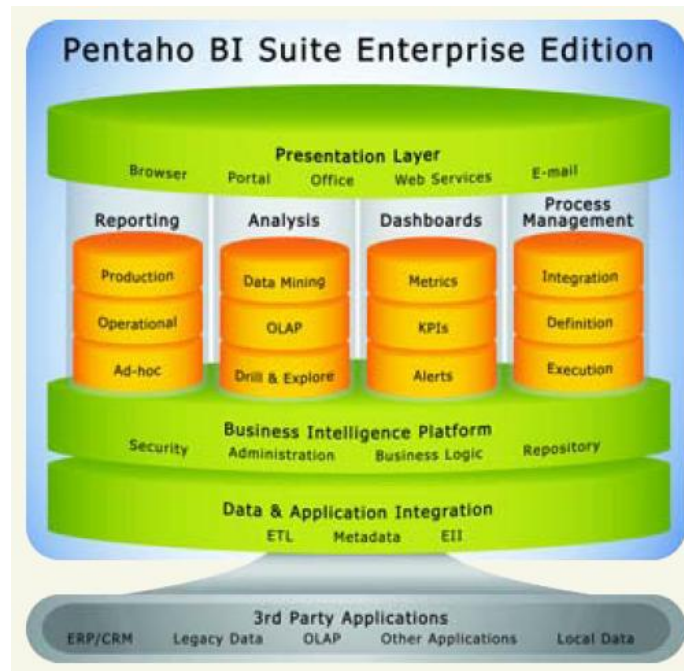 Pentaho BI Suite Enterprise Edition
Presentation Layer
Browser Portal Office Web Services E-mail
Reporting Analysis Dashboards Process Management
Production Data Mining Metrics Integration
Operational OLAP KPIs Definition
Ad-hoc Drill & Explore Alerts Execution
Business Intelligence Platform
Security Administration Business Logic Repository
Data & Application Integration
ETL Metadata EII
3rd Party Applications
ERP/CRM Legacy Data OLAP Other Applications Local Data